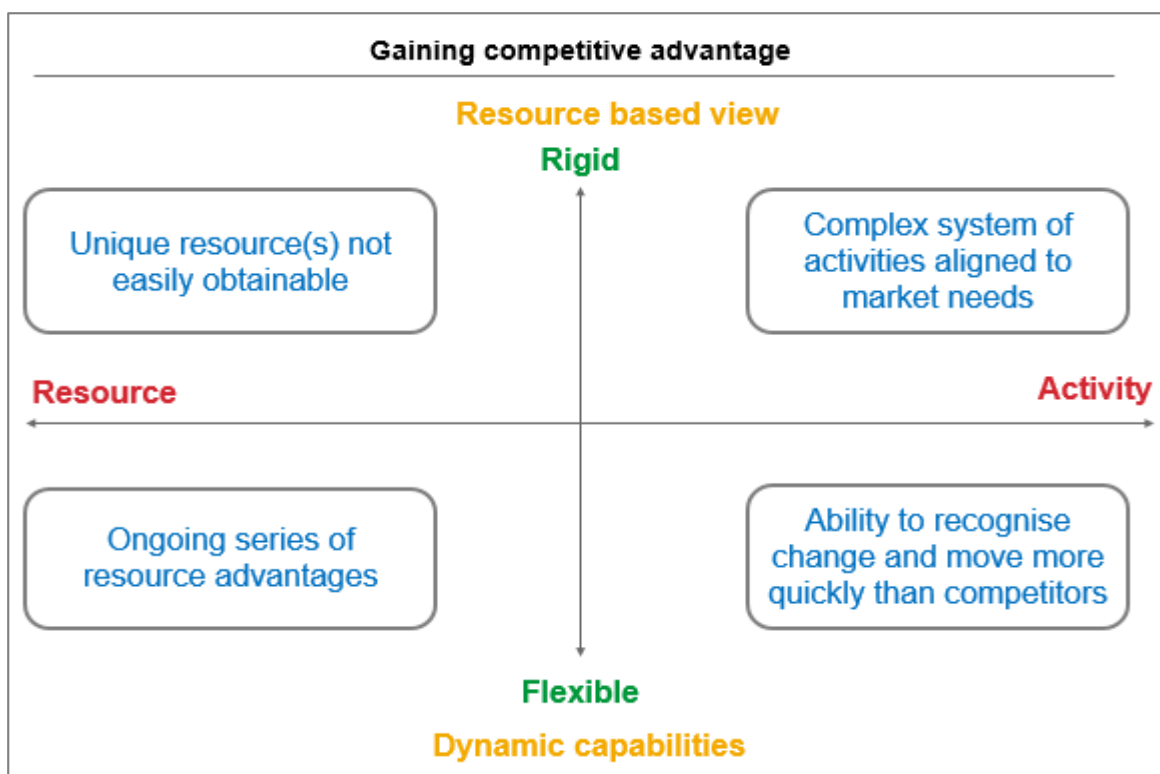 Gaining competitive advantage
Resource based view
Rigid
Unique resource(s) not
easily obtainable
Complex system of
activities aligned to
market needs
Resource
Activity
Ongoing series of
resource advantages
Ability to recognise
change and move more
quickly than competitors
Flexible
Dynamic capabilities